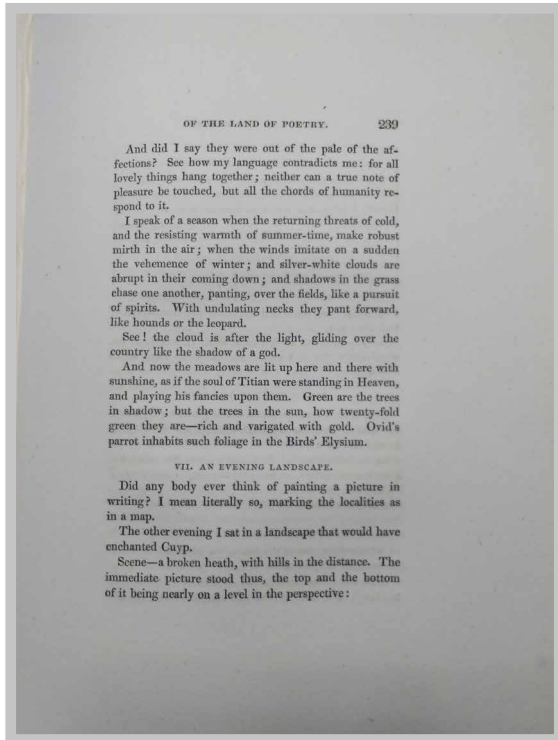 OF THE LAND OF POETRY. 239
And did I say they were out of the pale of the af-
fections? See how my language contradicts me: for all
lovely things hang together; neither can a true note of
pleasure be touched, but all the chords of humanity re-
spond to it.
I speak of a season when the returning threats of cold,
and the resisting warmth of summer-time, make robust
mirth in the air; when the winds imitate on a sudden
the vehemence of winter; and silver-white clouds are
abrupt in their coming down; and shadows in the grass
chase one another, panting, over the fields, like a pursuit
of spirits. With undulating necks they pant forward,
like hounds or the leopard.
See! the cloud is after the light, gliding over the
country like the shadow of a god.
And now the meadows are lit up here and there with
sunshine, as if the soul of Titian were standing in Heaven,
and playing his fancies upon them. Green are the trees
in shadow; but the trees in the sun, how twenty-fold
green they are—rich and varigated with gold. Ovid's
parrot inhabits such foliage in the Birds' Elysium.
VII. AN EVENING LANDSCAPE.
Did any body ever think of painting a picture in
writing? I mean literally so, marking the localities as
in a map.
The other evening I sat in a landscape that would have
enchanted Cuyp.
Scene—a broken heath, with hills in the distance. The
immediate picture stood thus, the top and the bottom
of it being nearly on a level in the perspective: